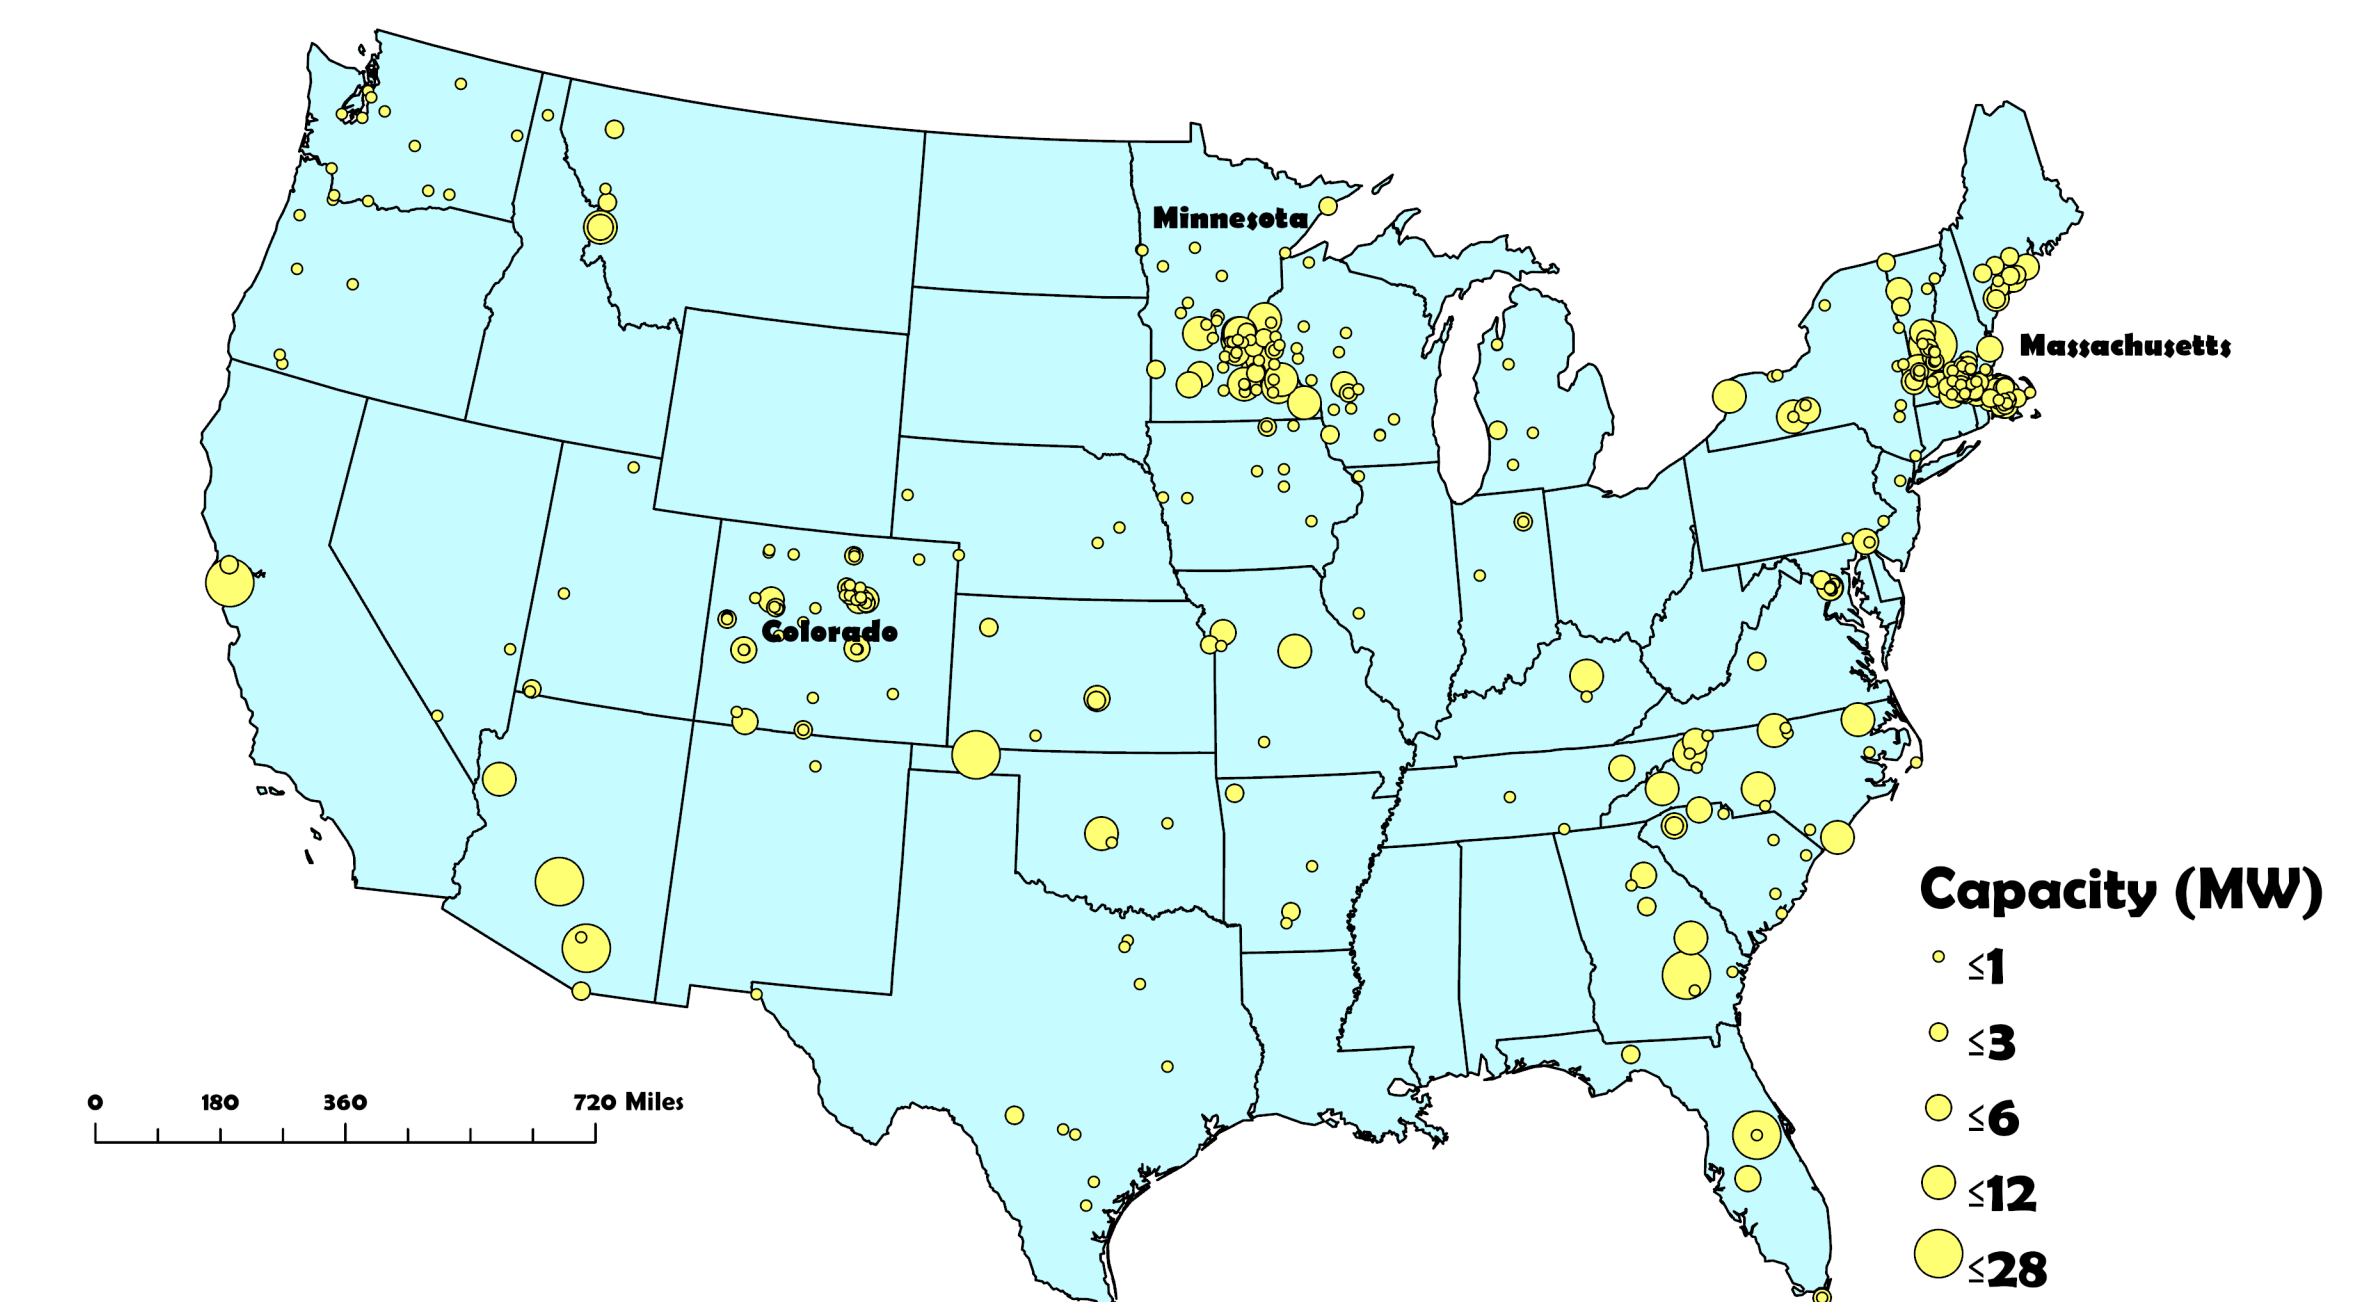 Minnesota
Massachusetts
Colorado
Capacity (MW)
≤1
≤3
≤6
≤12
≤28
0 180 360 720 Miles